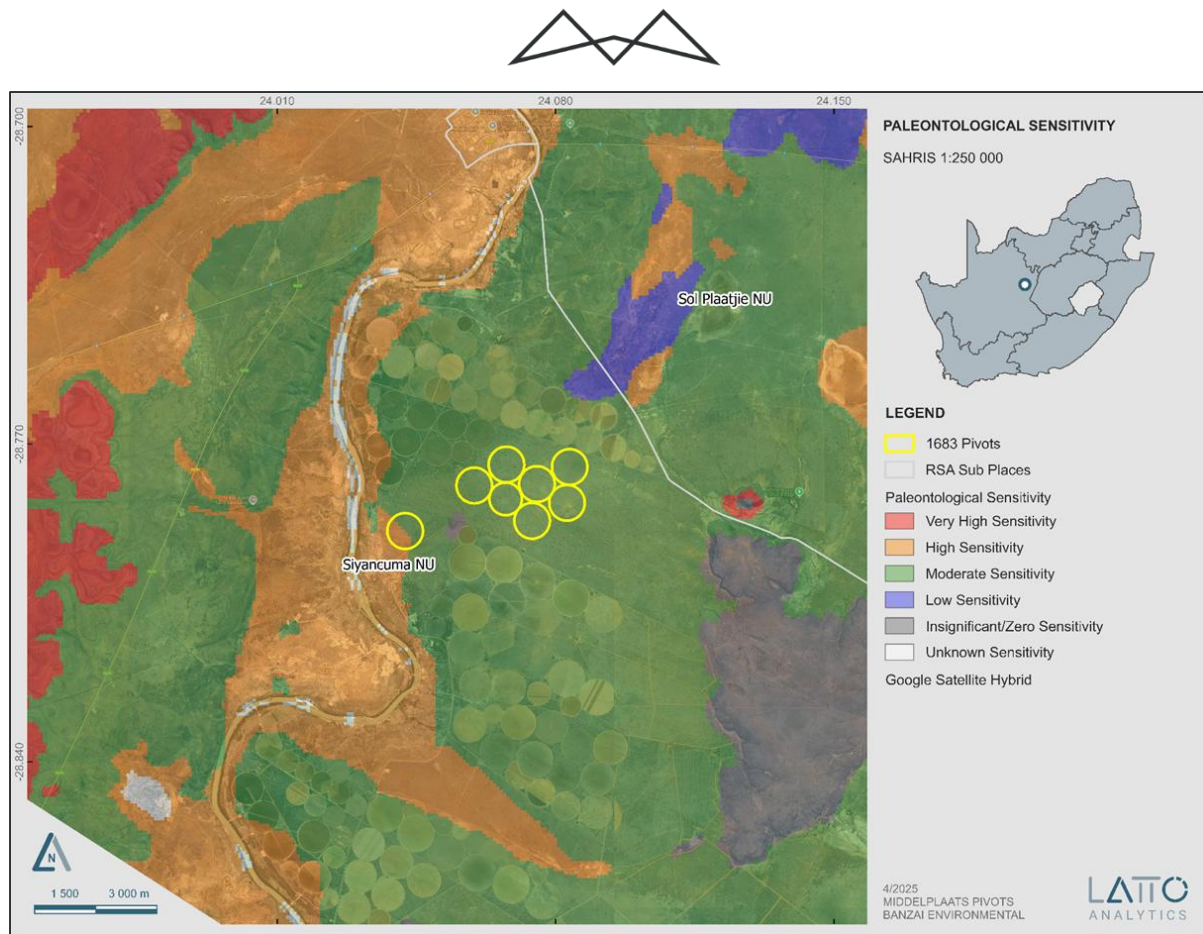 24.010
24.080
24.150
-28.700
-28.770
-28.840
Sol Plaatjie NU
Siyancuma NU
N
1 500
3 000 m
PALEONTOLOGICAL SENSITIVITY
SAHRIS 1:250 000
LEGEND
1683 Pivots
RSA Sub Places
Paleontological Sensitivity
Very High Sensitivity
High Sensitivity
Moderate Sensitivity
Low Sensitivity
Insignificant/Zero Sensitivity
Unknown Sensitivity
Google Satellite Hybrid
4/2025
MIDDELPLAATS PIVOTS
BANZAI ENVIRONMENTAL
LATTO
ANALYTICS